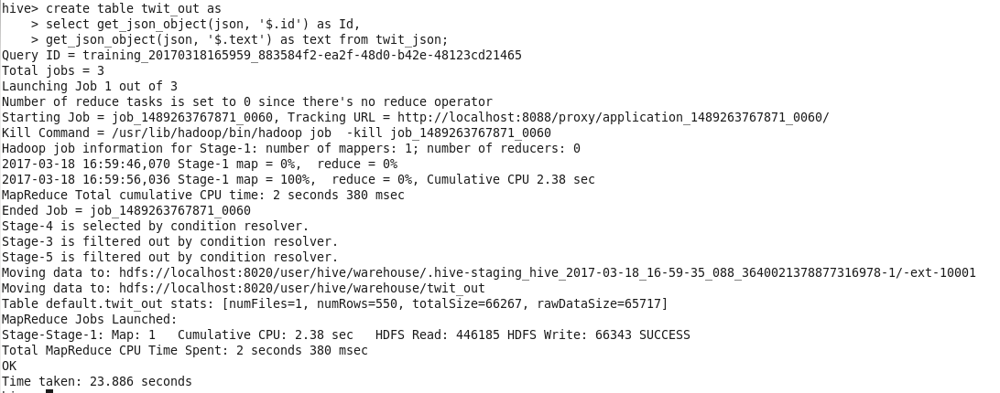 hive> create table twit_out as
    > select get_json_object(json, '$.id') as Id,
    > get_json_object(json, '$.text') as text from twit_json;
Query ID = training_20170318165959_883584f2-ea2f-48d0-b42e-48123cd21465
Total jobs = 3
Launching Job 1 out of 3
Number of reduce tasks is set to 0 since there's no reduce operator
Starting Job = job_1489263767871_0060, Tracking URL = http://localhost:8088/proxy/application_1489263767871_0060/
Kill Command = /usr/lib/hadoop/bin/hadoop job  -kill job_1489263767871_0060
Hadoop job information for Stage-1: number of mappers: 1; number of reducers: 0
2017-03-18 16:59:46,070 Stage-1 map = 0%,  reduce = 0%
2017-03-18 16:59:56,036 Stage-1 map = 100%,  reduce = 0%, Cumulative CPU 2.38 sec
MapReduce Total cumulative CPU time: 2 seconds 380 msec
Ended Job = job_1489263767871_0060
Stage-4 is selected by condition resolver.
Stage-3 is filtered out by condition resolver.
Stage-5 is filtered out by condition resolver.
Moving data to: hdfs://localhost:8020/user/hive/warehouse/.hive-staging_hive_2017-03-18_16-59-35_088_3640021378877316978-1/-ext-10001
Moving data to: hdfs://localhost:8020/user/hive/warehouse/twit_out
Table default.twit_out stats: [numFiles=1, numRows=550, totalSize=66267, rawDataSize=65717]
MapReduce Jobs Launched:
Stage-Stage-1: Map: 1   Cumulative CPU: 2.38 sec   HDFS Read: 446185 HDFS Write: 66343 SUCCESS
Total MapReduce CPU Time Spent: 2 seconds 380 msec
OK
Time taken: 23.886 seconds